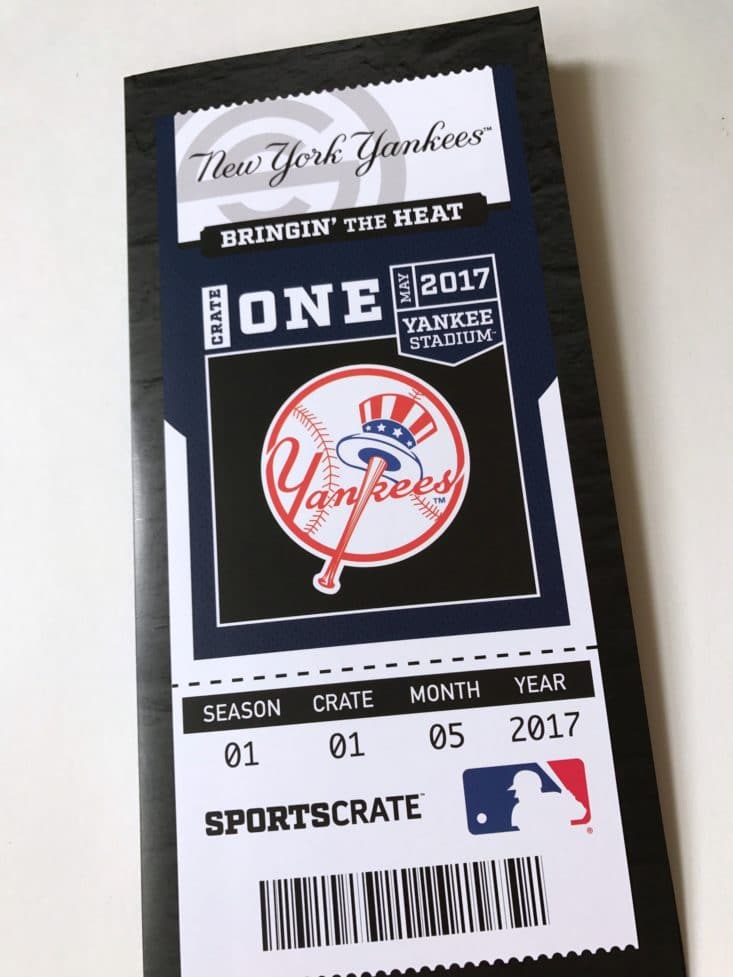 New York Yankees™
BRINGIN' THE HEAT
CRATE ONE
MAY 2017
YANKEE
STADIUM™
Yankees™
SEASON CRATE MONTH YEAR
01 01 05 2017
SPORTSCRATE™
®